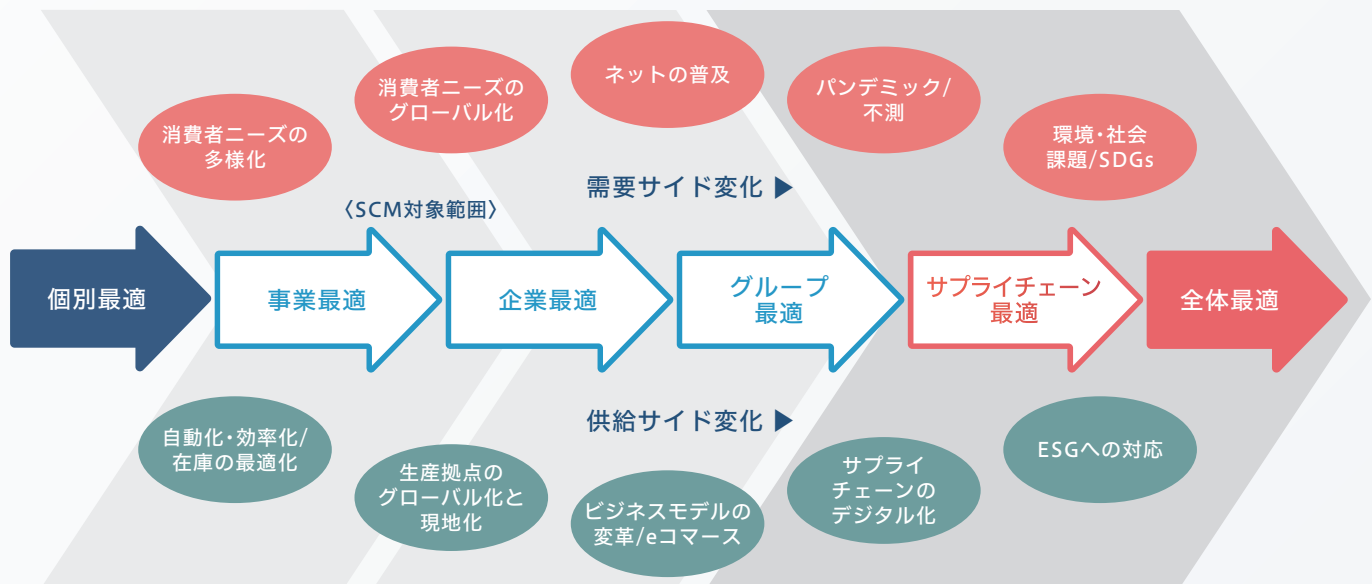 消費者ニーズの
多様化
消費者ニーズの
グローバル化
ネットの普及
パンデミック/
不測
環境・社会
課題/SDGs
需要サイド変化 ▶
〈SCM対象範囲〉
個別最適
事業最適
企業最適
グループ
最適
サプライチェーン
最適
全体最適
供給サイド変化 ▶
自動化・効率化/
在庫の最適化
生産拠点の
グローバル化と
現地化
ビジネスモデルの
変革/eコマース
サプライ
チェーンの
デジタル化
ESGへの対応